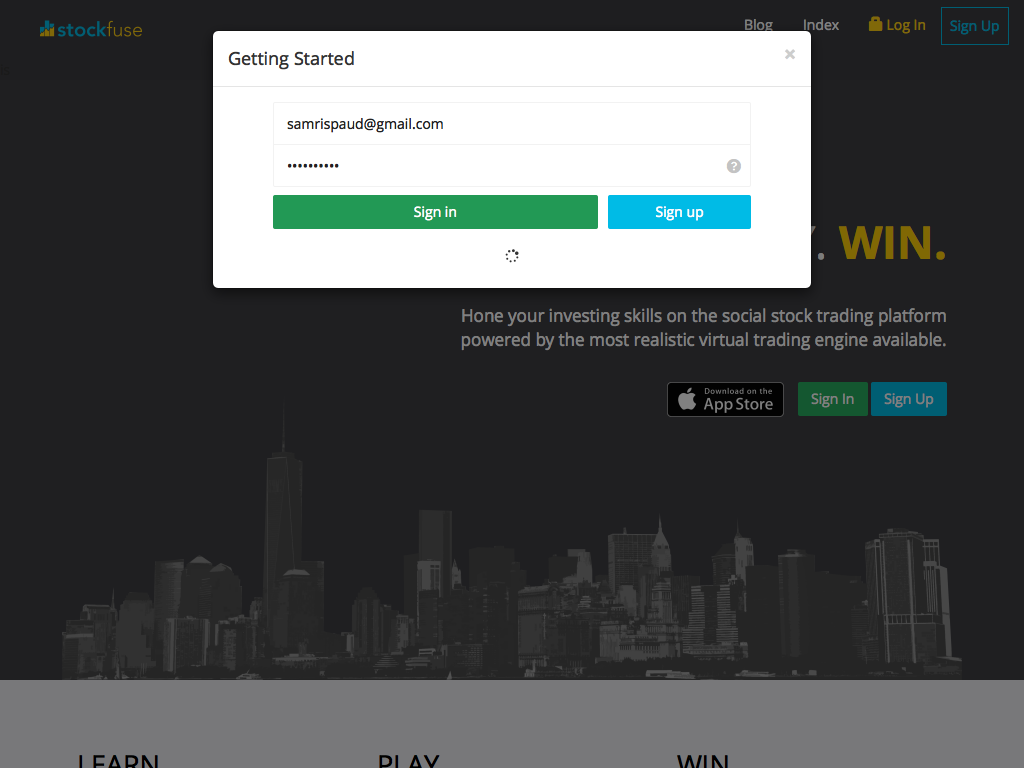 stockfuse
Blog
Index
Log In
Sign Up
Getting Started
×
samrispaud@gmail.com
••••••••••
?
Sign in
Sign up
. WIN.
Hone your investing skills on the social stock trading platform
powered by the most realistic virtual trading engine available.
Download on the
App Store
Sign In
Sign Up
LEARN
PLAY
WIN